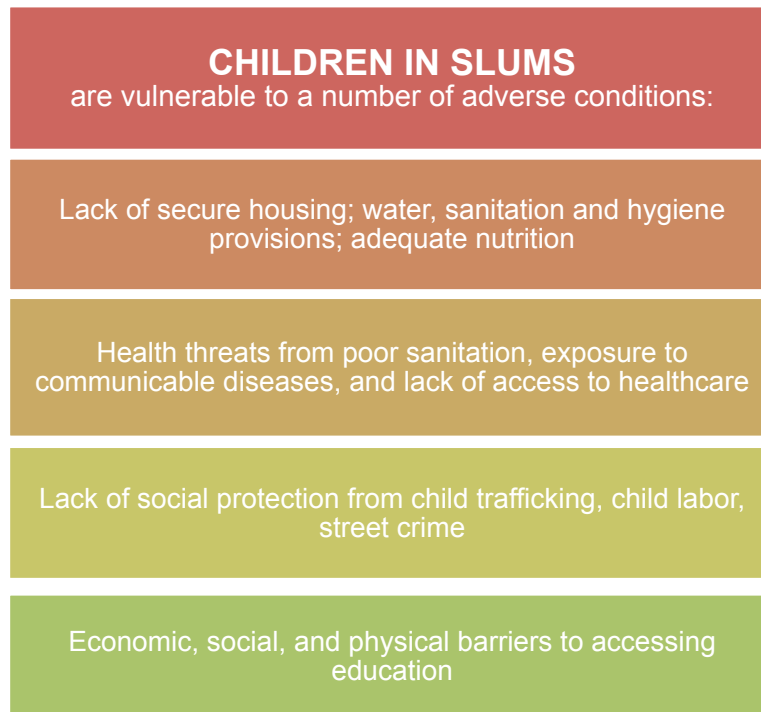 CHILDREN IN SLUMS
are vulnerable to a number of adverse conditions:
Lack of secure housing; water, sanitation and hygiene
provisions; adequate nutrition
Health threats from poor sanitation, exposure to
communicable diseases, and lack of access to healthcare
Lack of social protection from child trafficking, child labor,
street crime
Economic, social, and physical barriers to accessing
education